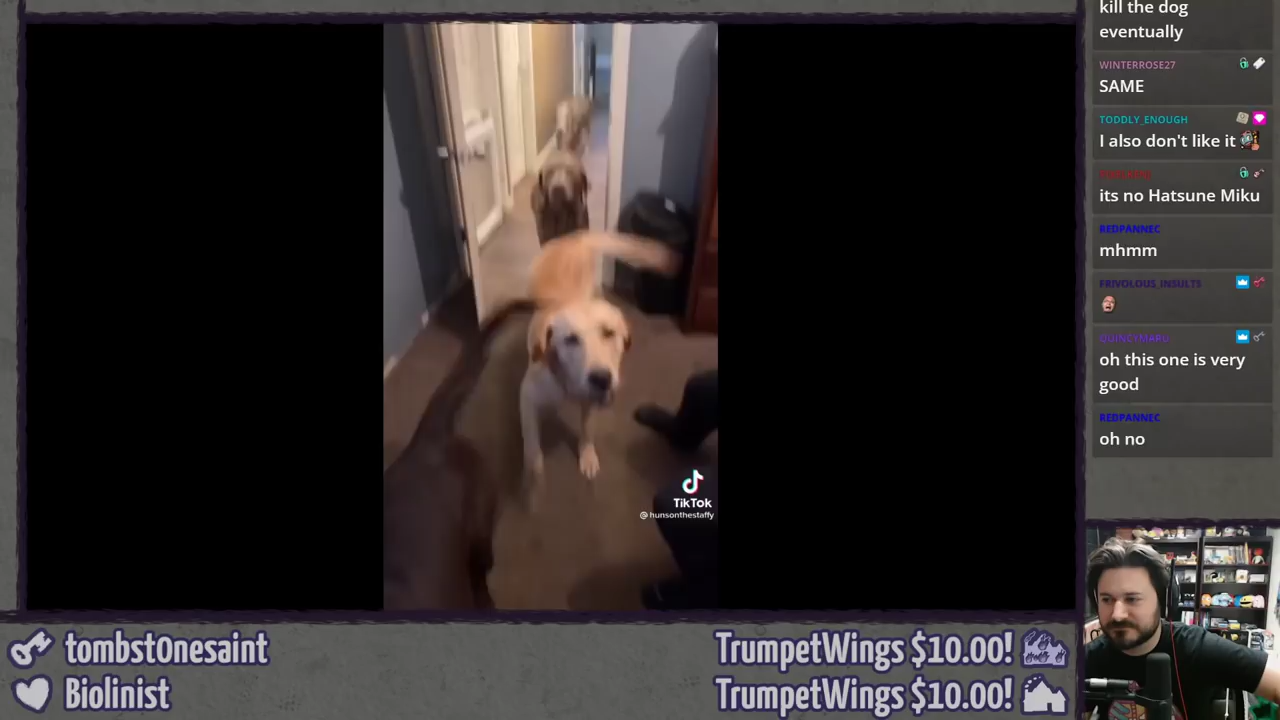 kill the dog
eventually
WINTERROSE27
SAME
TODDLY_ENOUGH
I also don't like it
its no Hatsune Miku
REDPANNEC
mhmm
FRIVOLOUS_INSULTS
QUINCYMARU
oh this one is very
good
REDPANNEC
oh no
TikTok
@hunsonthestaffy
tombst0nesaint
Biolinist
TrumpetWings $10.00!
TrumpetWings $10.00!